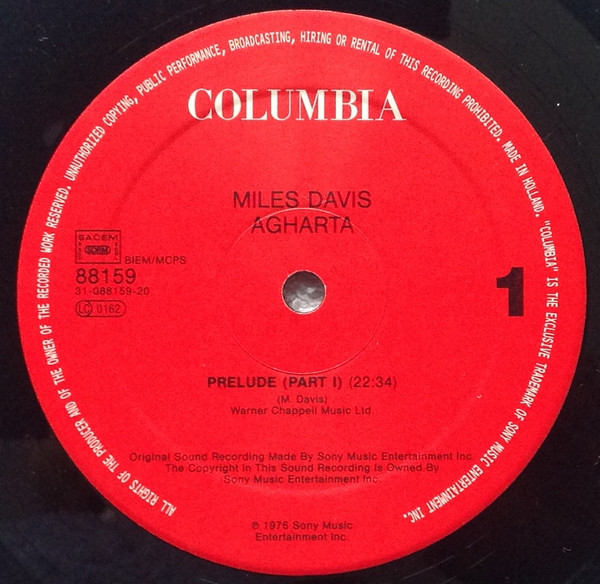 ALL RIGHTS OF THE PRODUCER AND OF THE OWNER OF THE RECORDED WORK RESERVED. UNAUTHORIZED COPYING, PUBLIC PERFORMANCE, BROADCASTING, HIRING OR RENTAL OF THIS RECORDING PROHIBITED. MADE IN HOLLAND. "COLUMBIA" IS THE EXCLUSIVE TRADEMARK OF SONY MUSIC ENTERTAINMENT INC.
COLUMBIA
MILES DAVIS
AGHARTA
SACEM
SDRM
BIEM/MCPS
88159
31-088159-20
LC 0162
1
PRELUDE (PART I) (22:34)
(M. Davis)
Warner Chappell Music Ltd.
Original Sound Recording Made By Sony Music Entertainment Inc.
The Copyright In This Sound Recording Is Owned By
Sony Music Entertainment Inc.
℗ 1976 Sony Music
Entertainment Inc.